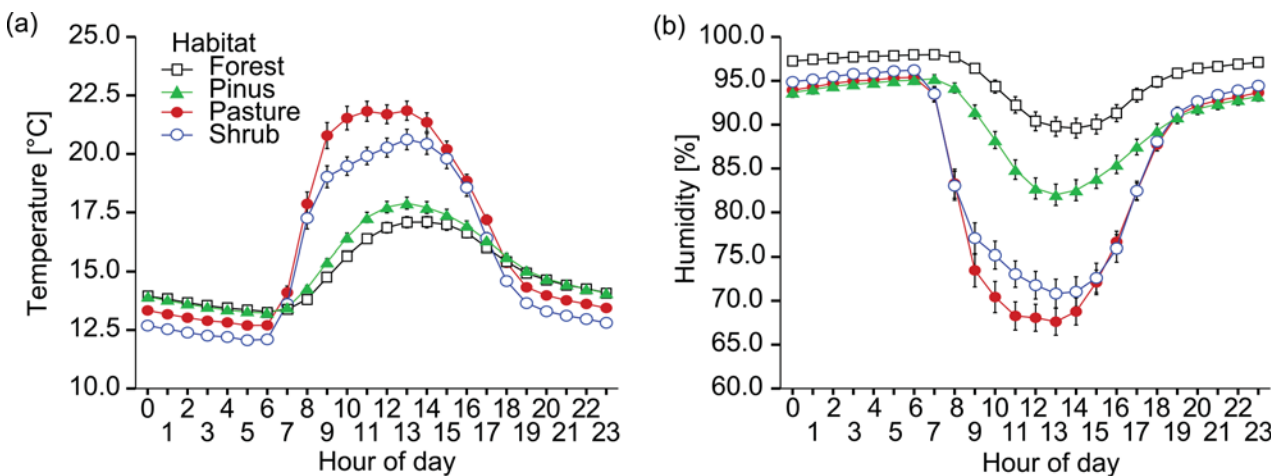 (a)
25.0
22.5
20.0
17.5
15.0
12.5
10.0
Temperature [°C]
Habitat
Forest
Pinus
Pasture
Shrub
0 2 4 6 8 10 12 14 16 18 20 22
1 3 5 7 9 11 13 15 17 19 21 23
Hour of day
(b)
100.0
95.0
90.0
85.0
80.0
75.0
70.0
65.0
60.0
Humidity [%]
0 2 4 6 8 10 12 14 16 18 20 22
1 3 5 7 9 11 13 15 17 19 21 23
Hour of day